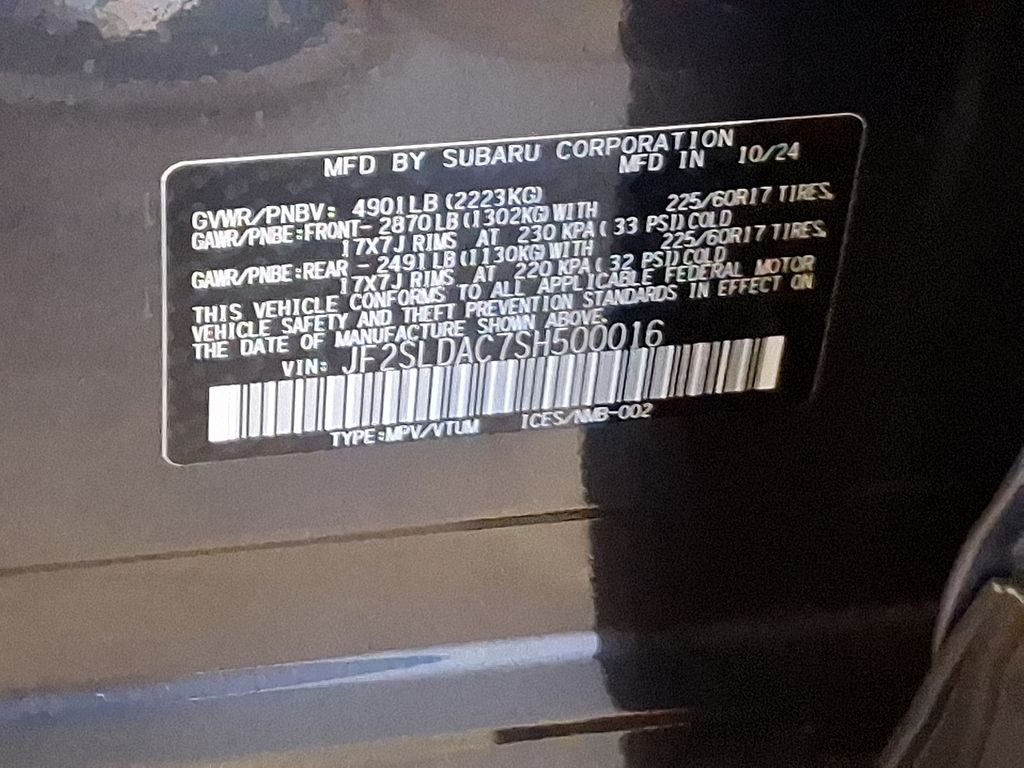 MFD BY SUBARU CORPORATION
MFD IN 10/24
GVWR/PNBV: 4901LB (2223KG)
GAWR/PNBE:FRONT- 2870LB (1302KG) WITH 225/60R17 TIRES,
17X7J RIMS AT 230 KPA ( 33 PSI) COLD
GAWR/PNBE:REAR - 2491LB (1130KG) WITH 225/60R17 TIRES,
17X7J RIMS AT 220 KPA ( 32 PSI) COLD
THIS VEHICLE CONFORMS TO ALL APPLICABLE FEDERAL MOTOR
VEHICLE SAFETY AND THEFT PREVENTION STANDARDS IN EFFECT ON
THE DATE OF MANUFACTURE SHOWN ABOVE.
VIN: JF2SLDAC7SH500016
TYPE:MPV/VTUM ICES/NMB-002